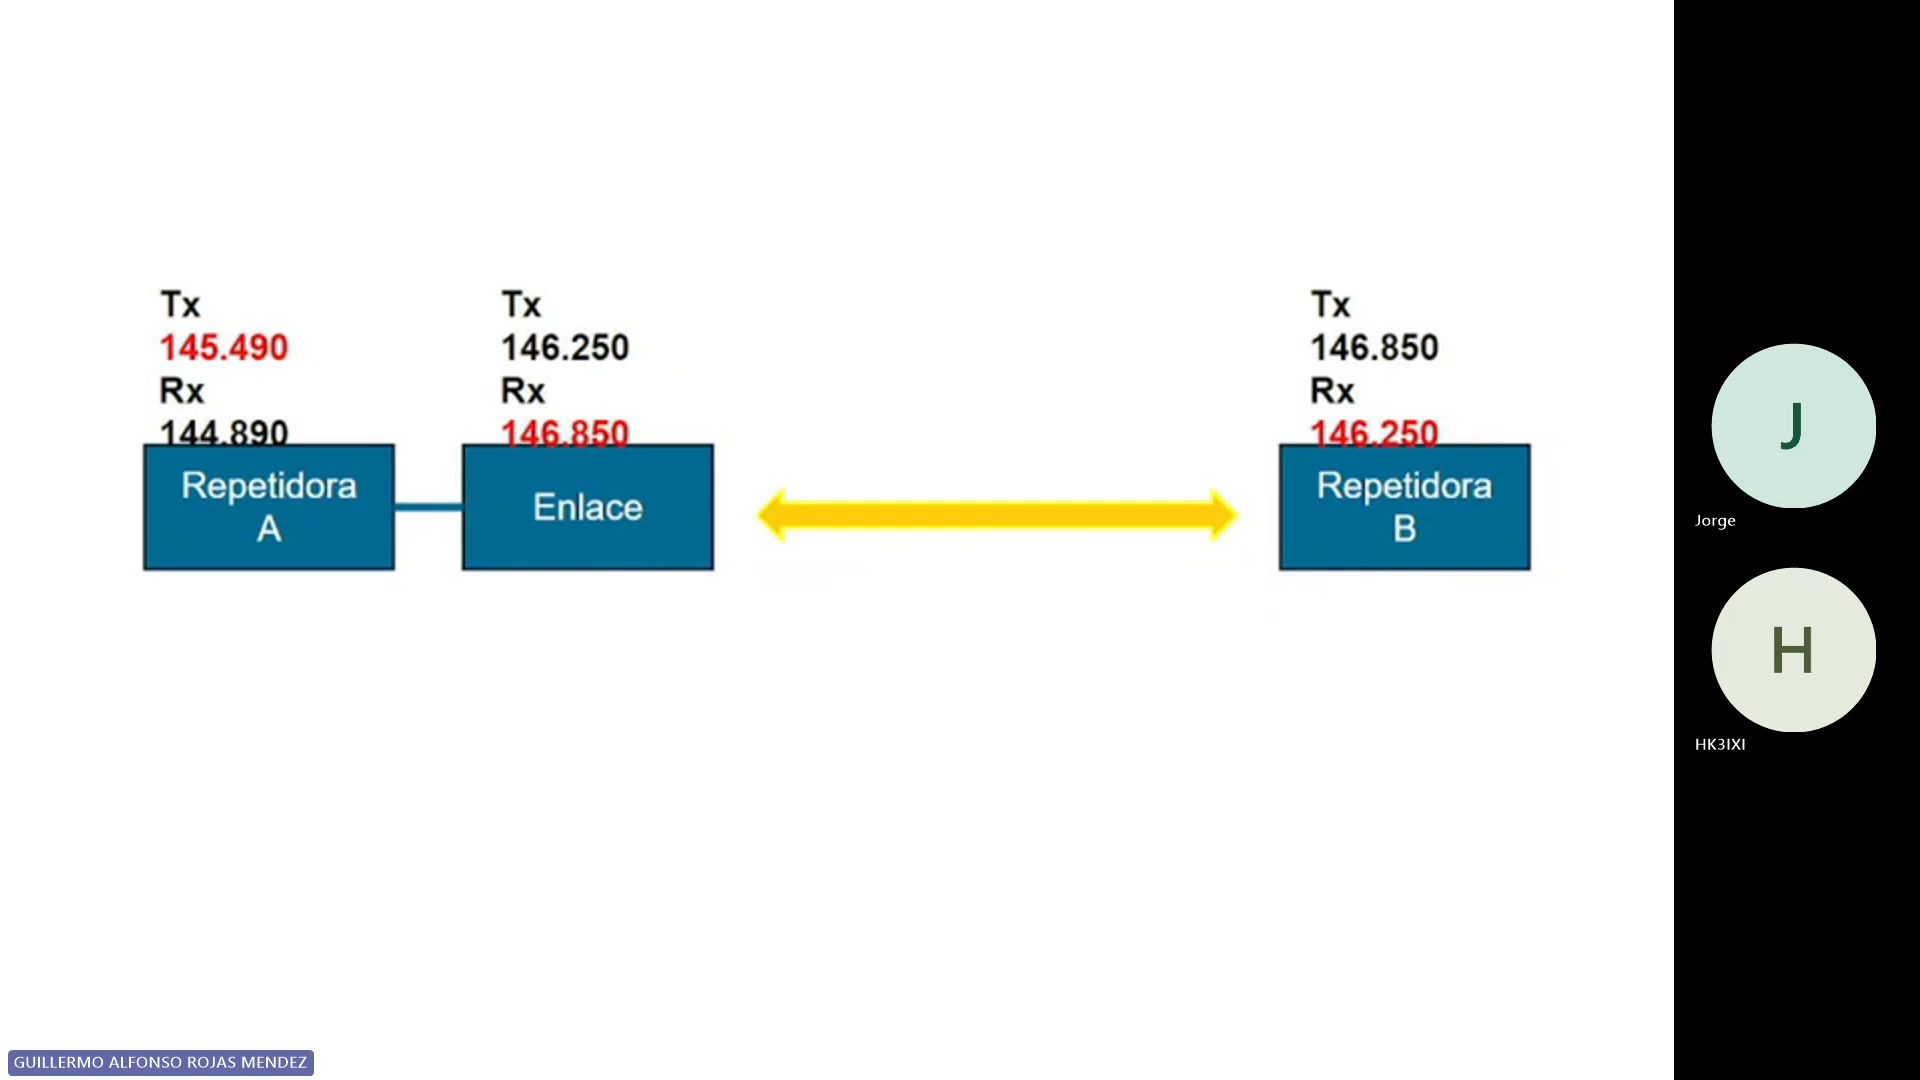 Tx
145.490
Rx
144.890
Repetidora
A
Tx
146.250
Rx
146.850
Enlace
Tx
146.850
Rx
146.250
Repetidora
B
J
Jorge
H
HK3IXI
GUILLERMO ALFONSO ROJAS MENDEZ